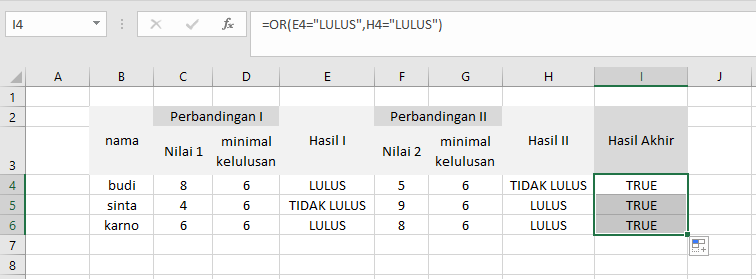 I4 fx =OR(E4="LULUS",H4="LULUS")
A B C D E F G H I J
1
2 Perbandingan I Perbandingan II
nama Hasil I Hasil II Hasil Akhir
3 Nilai 1 minimal kelulusan Nilai 2 minimal kelulusan
4 budi 8 6 LULUS 5 6 TIDAK LULUS TRUE
5 sinta 4 6 TIDAK LULUS 9 6 LULUS TRUE
6 karno 6 6 LULUS 8 6 LULUS TRUE
7
8